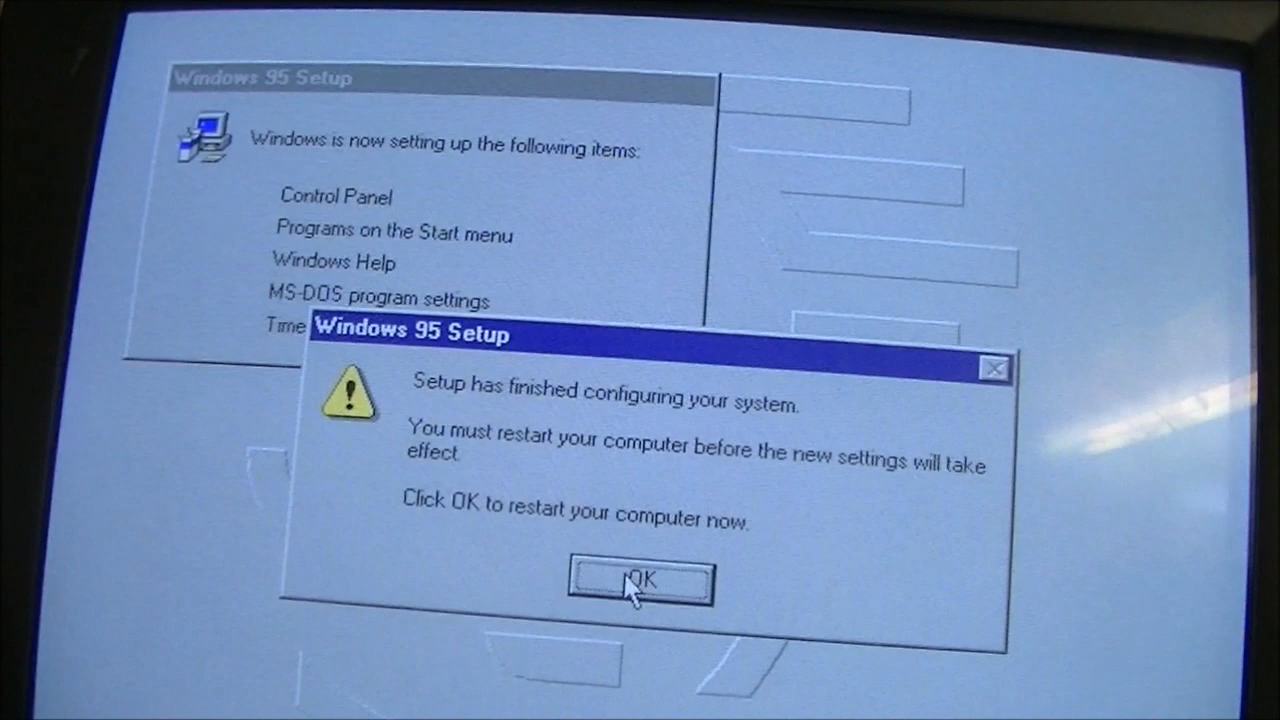 Windows 95 Setup
Windows is now setting up the following items:
Control Panel
Programs on the Start menu
Windows Help
MS-DOS program settings
Time
Windows 95 Setup
Setup has finished configuring your system.
You must restart your computer before the new settings will take
effect.
Click OK to restart your computer now.
OK